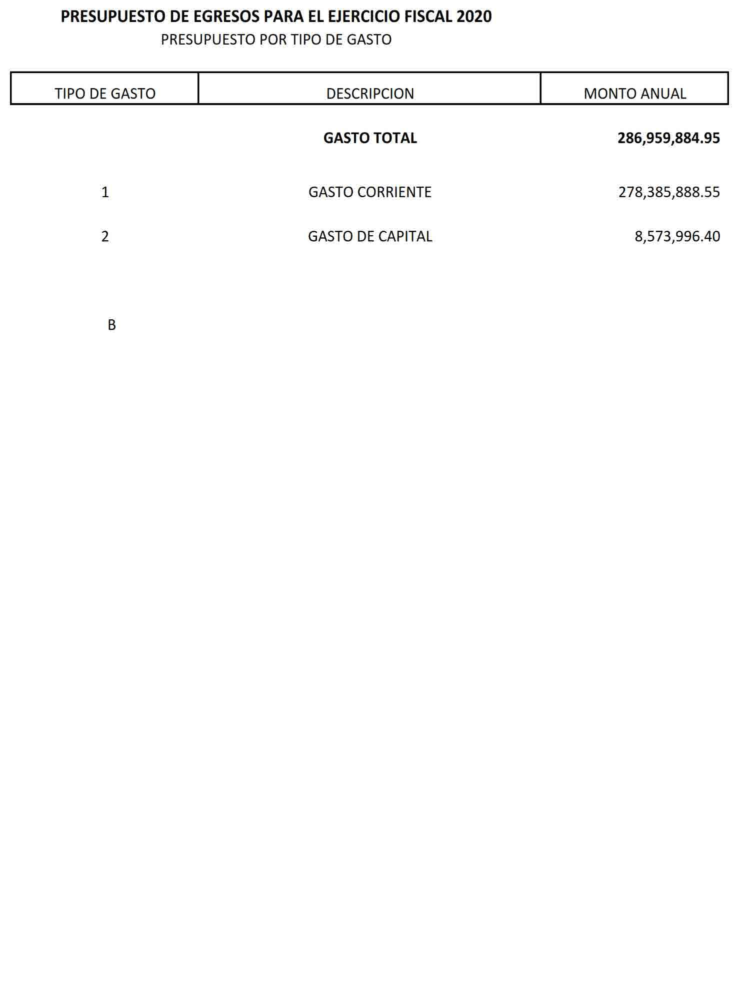 PRESUPUESTO DE EGRESOS PARA EL EJERCICIO FISCAL 2020
PRESUPUESTO POR TIPO DE GASTO
TIPO DE GASTO DESCRIPCION MONTO ANUAL
GASTO TOTAL 286,959,884.95
1 GASTO CORRIENTE 278,385,888.55
2 GASTO DE CAPITAL 8,573,996.40
B